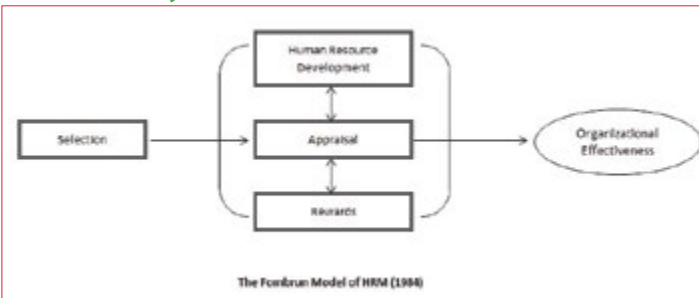 Human Resource
Development
Selection
Appraisal
Organizational
Effectiveness
Rewards
The Fombrun Model of HRM (1984)